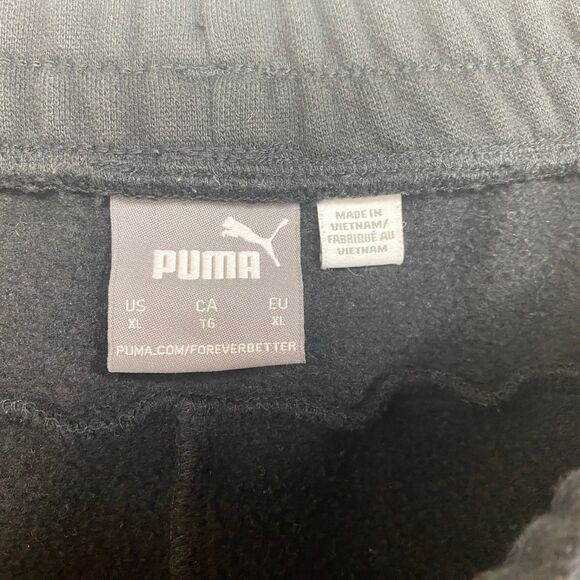 PUMA
US CA EU
XL TG XL
PUMA.COM/FOREVERBETTER
MADE IN
VIETNAM/
FABRIQUÉ AU
VIETNAM